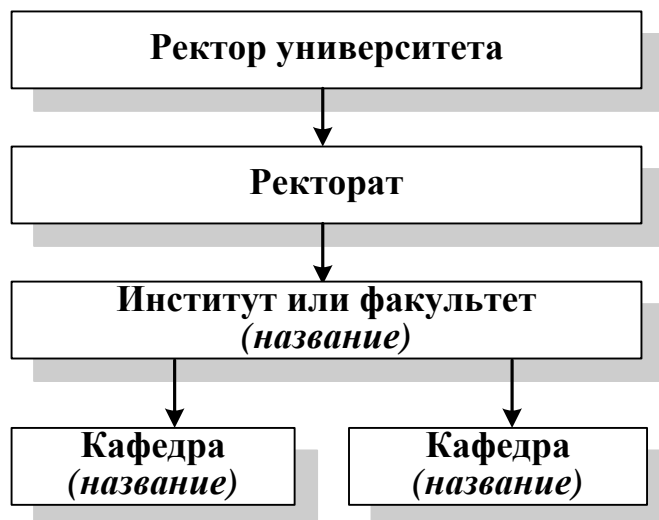 Ректор университета
Ректорат
Институт или факультет
(название)
Кафедра
(название)
Кафедра
(название)